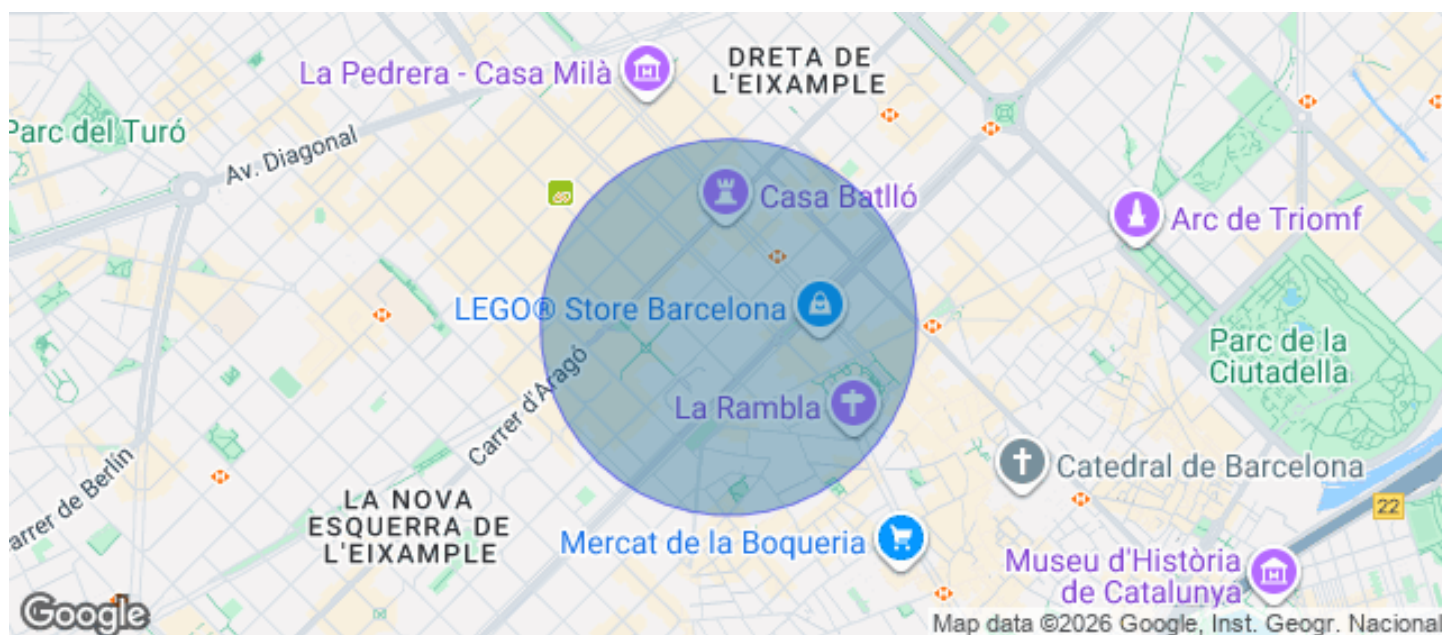 La Pedrera - Casa Milà
DRETA DE
L'EIXAMPLE
Parc del Turó
Av. Diagonal
Casa Batlló
Arc de Triomf
LEGO® Store Barcelona
Parc de la
Ciutadella
Carrer d'Aragó
La Rambla
Catedral de Barcelona
LA NOVA
ESQUERRA DE
L'EIXAMPLE
de Berlín
22
Mercat de la Boqueria
Museu d'Història
de Catalunya
Google
Map data ©2026 Google, Inst. Geogr. Nacional